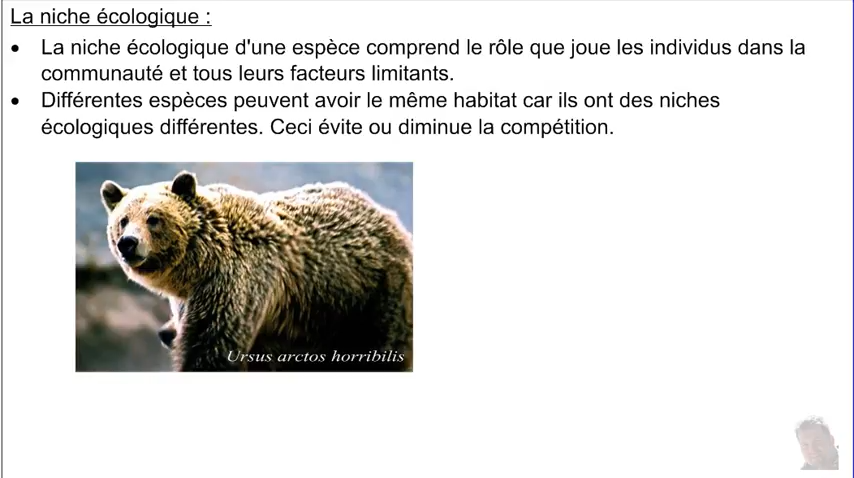 La niche écologique :
• La niche écologique d'une espèce comprend le rôle que joue les individus dans la
communauté et tous leurs facteurs limitants.
• Différentes espèces peuvent avoir le même habitat car ils ont des niches
écologiques différentes. Ceci évite ou diminue la compétition.
Ursus arctos horribilis